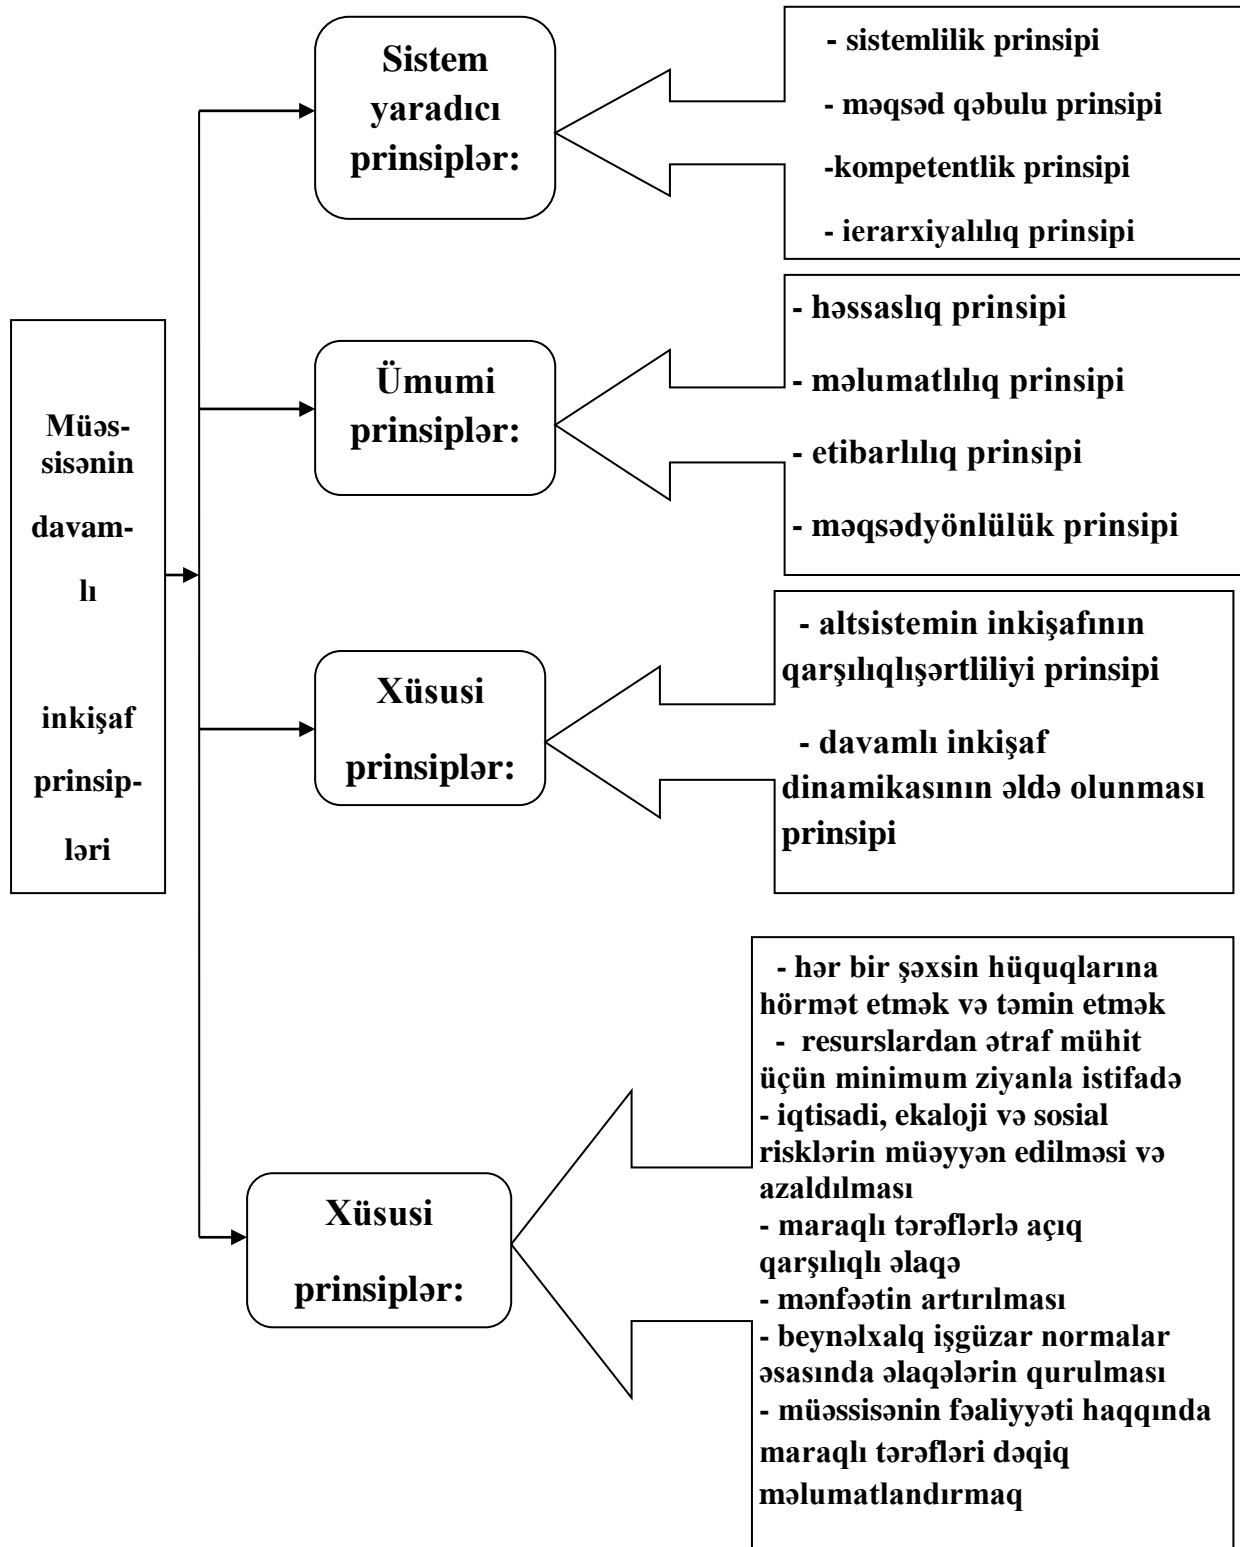 Müəs-
sisənin
davam-
lı
inkişaf
prinsip-
ləri
Sistem
yaradıcı
prinsiplər:
- sistemlilik prinsipi
- məqsəd qəbulu prinsipi
-kompetentlik prinsipi
- ierarxiyalılıq prinsipi
Ümumi
prinsiplər:
- həssaslıq prinsipi
- məlumatlılıq prinsipi
- etibarlılıq prinsipi
- məqsədyönlülük prinsipi
Xüsusi
prinsiplər:
- altsistemin inkişafının
qarşılıqlışərtliliyi prinsipi
- davamlı inkişaf
dinamikasının əldə olunması
prinsipi
Xüsusi
prinsiplər:
- hər bir şəxsin hüquqlarına
hörmət etmək və təmin etmək
- resurslardan ətraf mühit
üçün minimum ziyanla istifadə
- iqtisadi, ekaloji və sosial
risklərin müəyyən edilməsi və
azaldılması
- maraqlı tərəflərlə açıq
qarşılıqlı əlaqə
- mənfəətin artırılması
- beynəlxalq işgüzar normalar
əsasında əlaqələrin qurulması
- müəssisənin fəaliyyəti haqqında
maraqlı tərəfləri dəqiq
məlumatlandırmaq